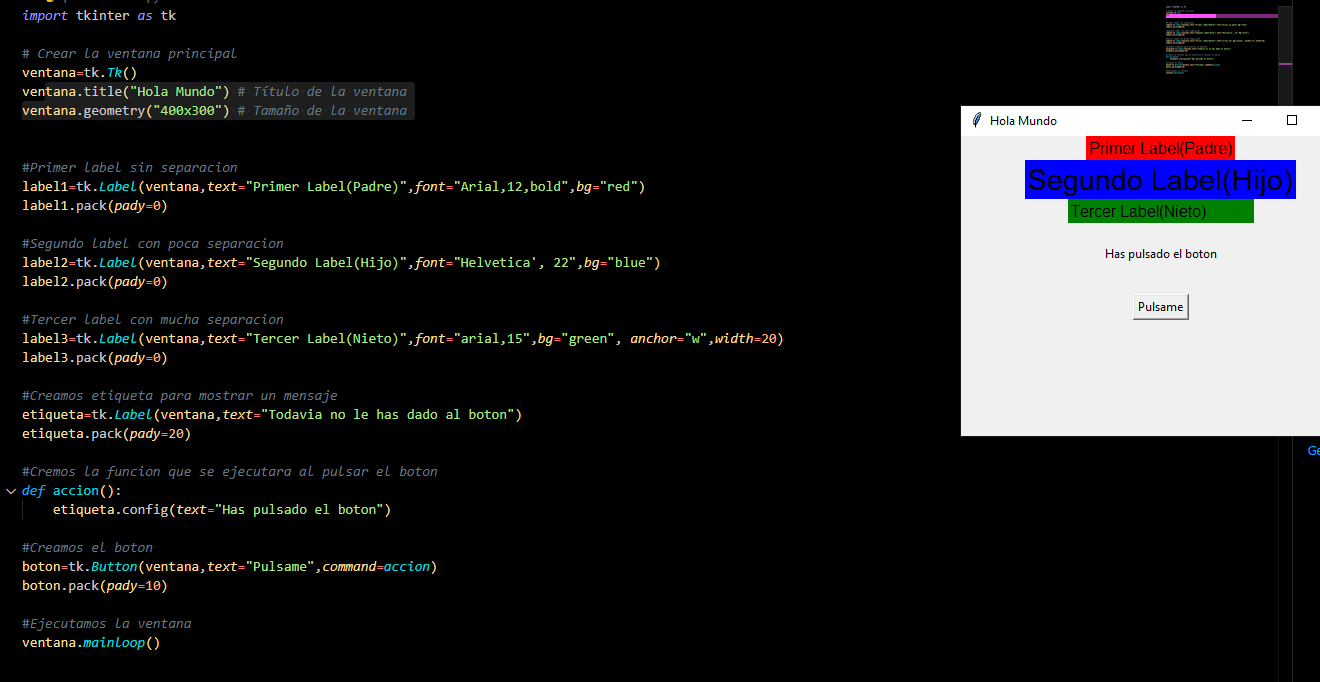 import tkinter as tk
# Crear la ventana principal
ventana=tk.Tk()
ventana.title("Hola Mundo") # Título de la ventana
ventana.geometry("400x300") # Tamaño de la ventana
#Primer label sin separacion
label1=tk.Label(ventana,text="Primer Label(Padre)",font="Arial,12,bold",bg="red")
label1.pack(pady=0)
#Segundo label con poca separacion
label2=tk.Label(ventana,text="Segundo Label(Hijo)",font="Helvetica', 22",bg="blue")
label2.pack(pady=0)
#Tercer label con mucha separacion
label3=tk.Label(ventana,text="Tercer Label(Nieto)",font="arial,15",bg="green", anchor="w",width=20)
label3.pack(pady=0)
#Creamos etiqueta para mostrar un mensaje
etiqueta=tk.Label(ventana,text="Todavia no le has dado al boton")
etiqueta.pack(pady=20)
#Cremos la funcion que se ejecutara al pulsar el boton
def accion():
    etiqueta.config(text="Has pulsado el boton")
#Creamos el boton
boton=tk.Button(ventana,text="Pulsame",command=accion)
boton.pack(pady=10)
#Ejecutamos la ventana
ventana.mainloop()
Hola Mundo
Primer Label(Padre)
Segundo Label(Hijo)
Tercer Label(Nieto)
Has pulsado el boton
Pulsame